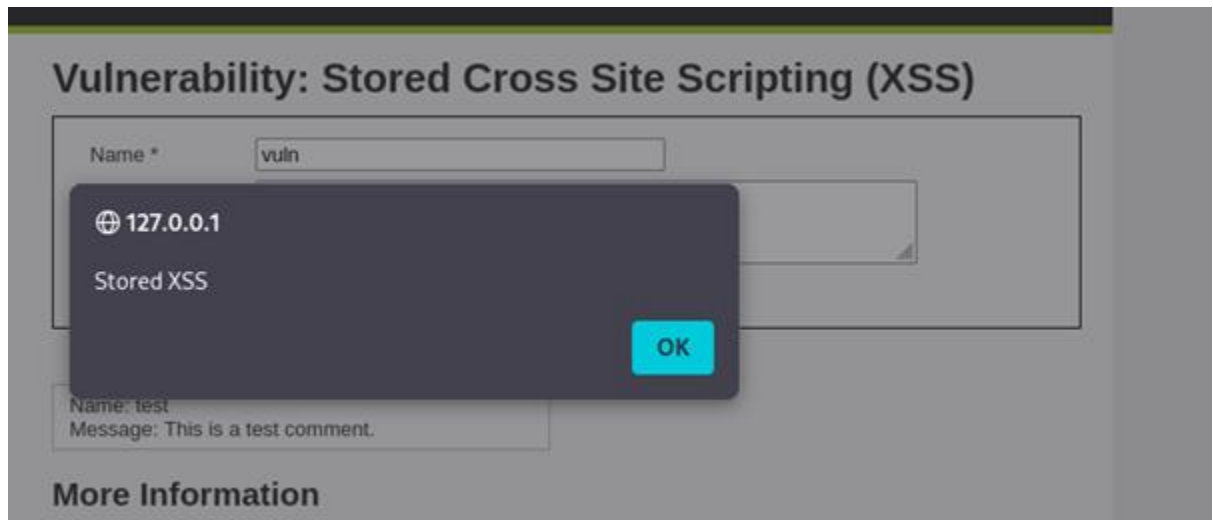 Vulnerability: Stored Cross Site Scripting (XSS)
Name * vuln
127.0.0.1
Stored XSS
OK
Name: test
Message: This is a test comment.
More Information